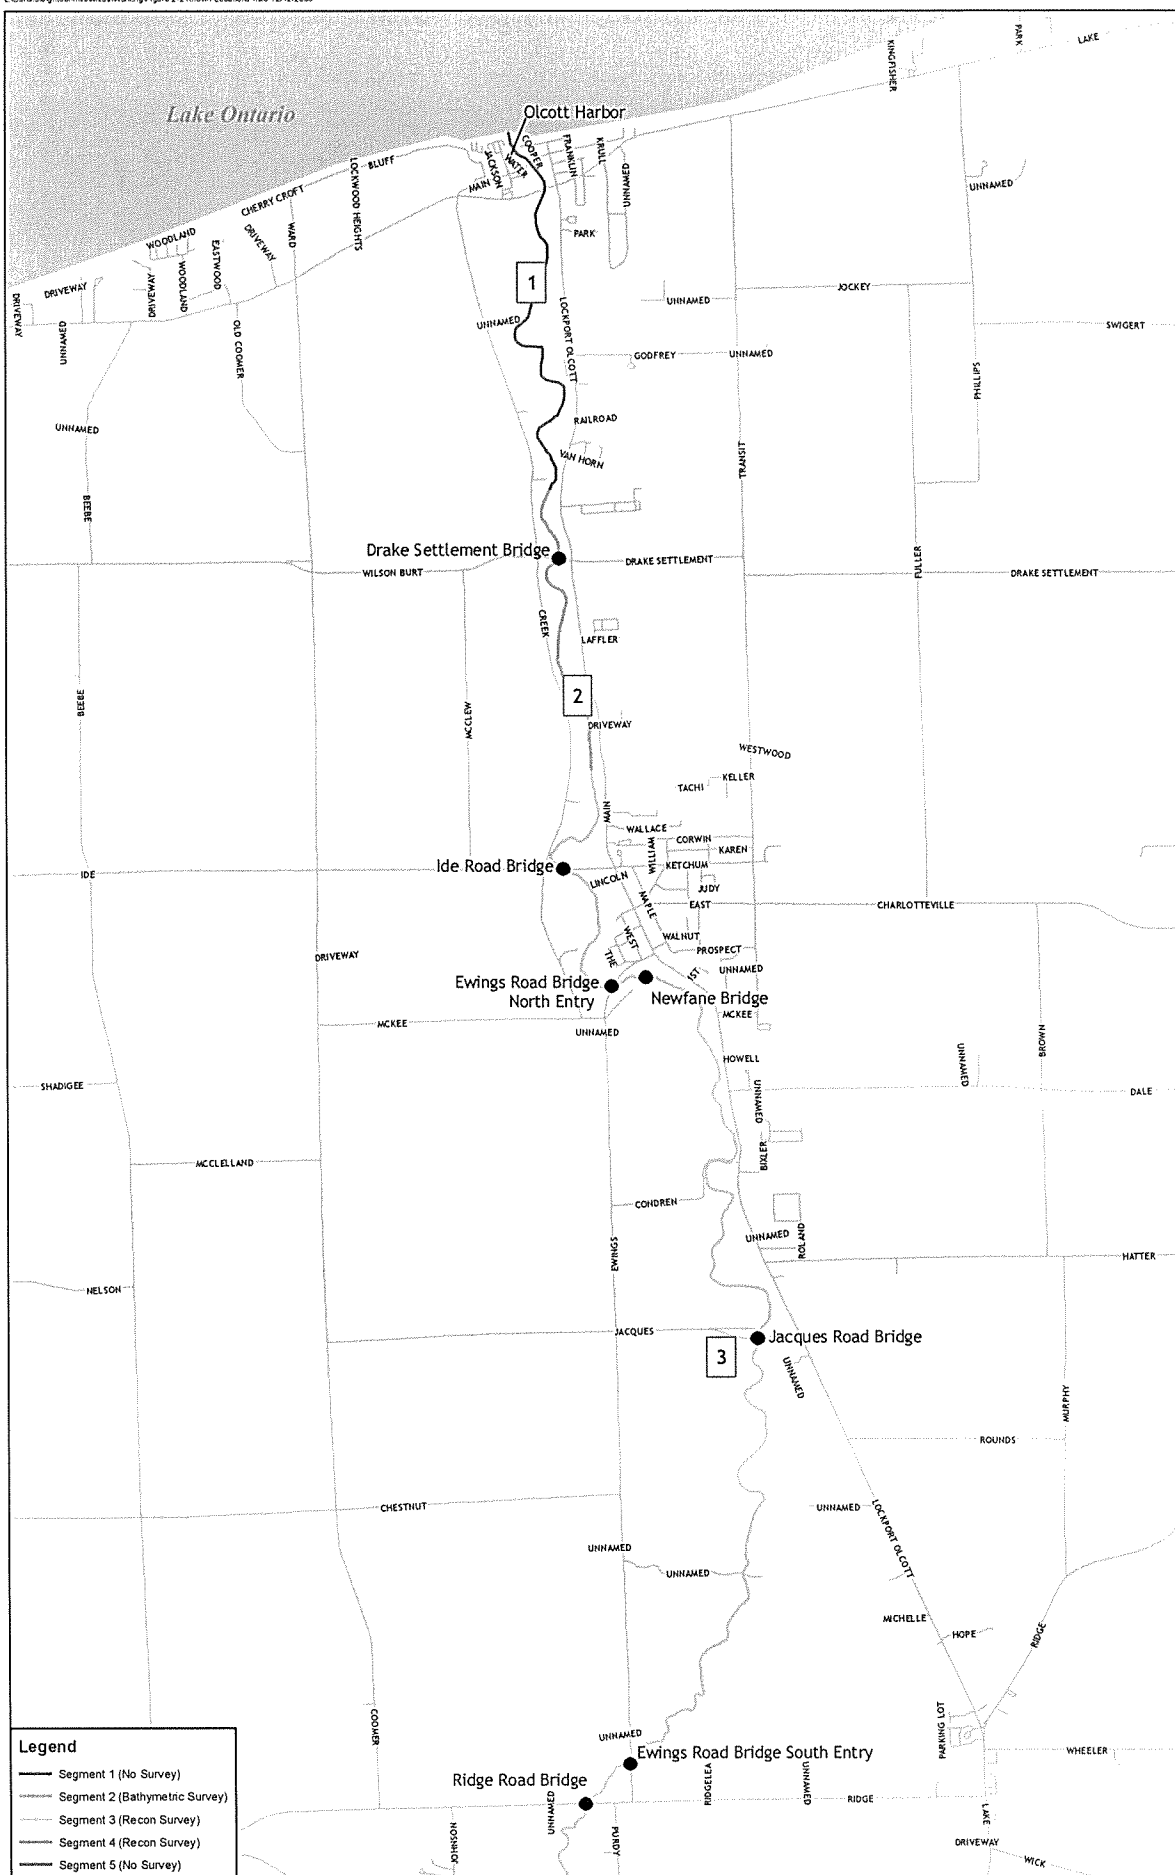 Lake Ontario
Olcott Harbor
KINGFISHER
PARK
LAKE
JACKSON
WATER
COOPER
FRANKLIN
KRULL
UNNAMED
MAIN
BLUFF
LOCKWOOD HEIGHTS
CHERRY CROFT
WARD
DRIVEWAY
WOODLAND
EASTWOOD
WOODLAND
DRIVEWAY
DRIVEWAY
DRIVEWAY
UNNAMED
OLD COOMER
PARK
UNNAMED
1
UNNAMED
LOCKPORT OLCOTT
UNNAMED
JOCKEY
SWIGERT
GODFREY
UNNAMED
PHILLIPS
RAILROAD
VAN HORN
TRANSIT
UNNAMED
BEEBE
Drake Settlement Bridge
DRAKE SETTLEMENT
FULLER
DRAKE SETTLEMENT
WILSON BURT
CREEK
LAFFLER
2
BEEBE
MCCLEW
DRIVEWAY
WESTWOOD
TACHI
KELLER
MAIN
WALLACE
WILLIAM
CORWIN
KAREN
Ide Road Bridge
IDE
KETCHUM
LINCOLN
JUDY
MAPLE
EAST
CHARLOTTEVILLE
WEST
WALNUT
THE
PROSPECT
DRIVEWAY
1ST
UNNAMED
Ewings Road Bridge
North Entry
Newfane Bridge
MCKEE
MCKEE
UNNAMED
BROWN
HOWELL
UNNAMED
SHADIGEE
UNNAMED
DALE
BIXLER
MCCLELLAND
CONDREN
UNNAMED
ROLAND
EWINGS
HATTER
NELSON
JACQUES
Jacques Road Bridge
3
UNNAMED
MURPHY
ROUNDS
CHESTNUT
UNNAMED
LOCKPORT OLCOTT
UNNAMED
UNNAMED
MICHELLE
HOPE
RIDGE
COOMER
PARKING LOT
UNNAMED
Ewings Road Bridge South Entry
WHEELER
Ridge Road Bridge
RIDGELEA
UNNAMED
RIDGE
UNNAMED
JOHNSON
PURDY
LAKE
DRIVEWAY
WICK
Legend
Segment 1 (No Survey)
Segment 2 (Bathymetric Survey)
Segment 3 (Recon Survey)
Segment 4 (Recon Survey)
Segment 5 (No Survey)